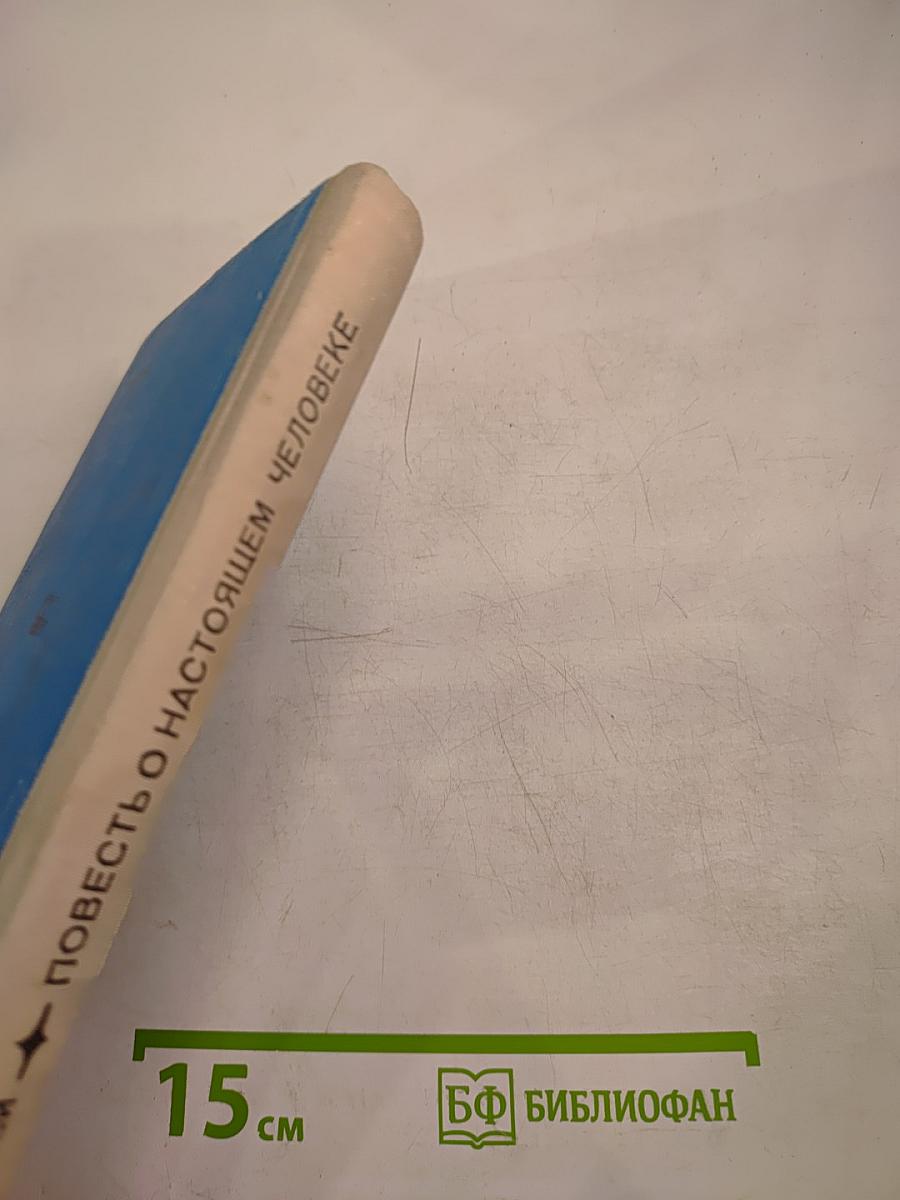 ПОВЕСТЬ О НАСТОЯЩЕМ ЧЕЛОВЕКЕ
15 см
БФ БИБЛИОФАН